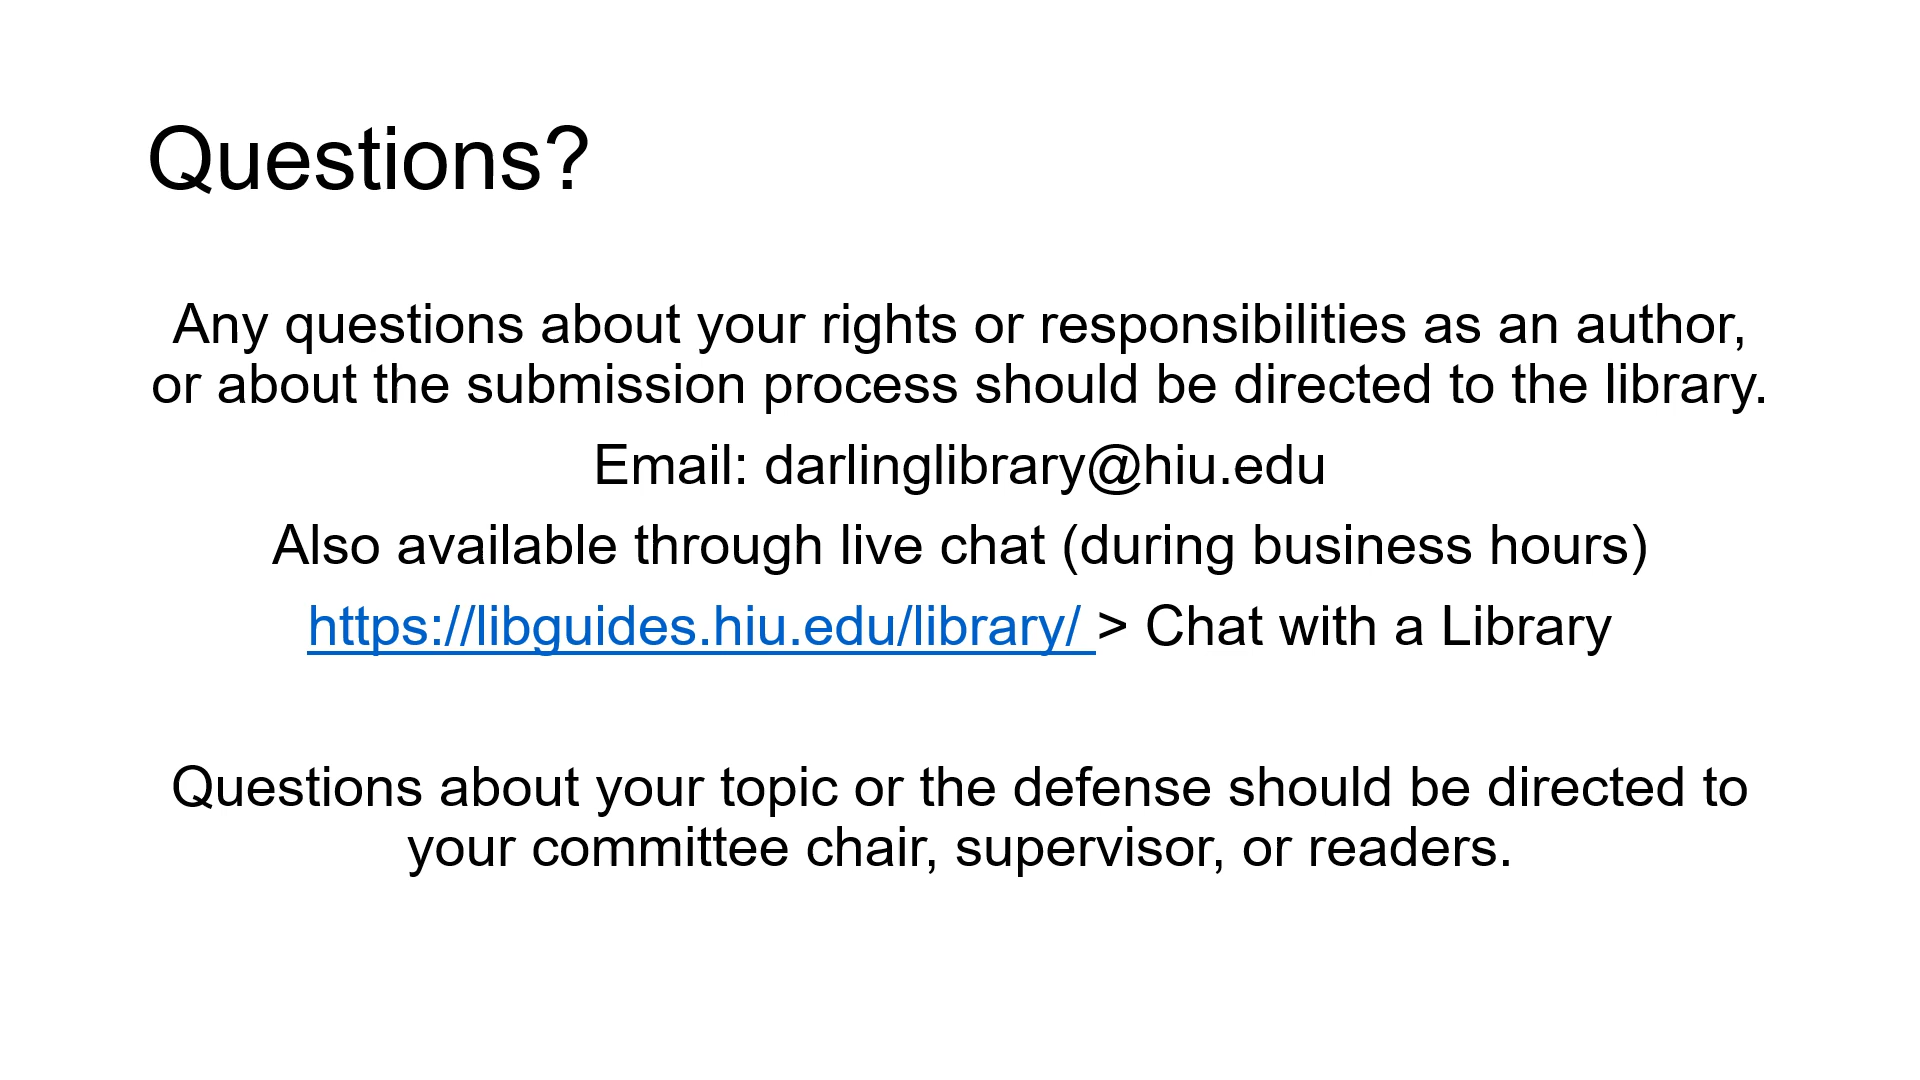 Questions?
Any questions about your rights or responsibilities as an author,
or about the submission process should be directed to the library.
Email: darlinglibrary@hiu.edu
Also available through live chat (during business hours)
https://libguides.hiu.edu/library/ > Chat with a Library
Questions about your topic or the defense should be directed to
your committee chair, supervisor, or readers.